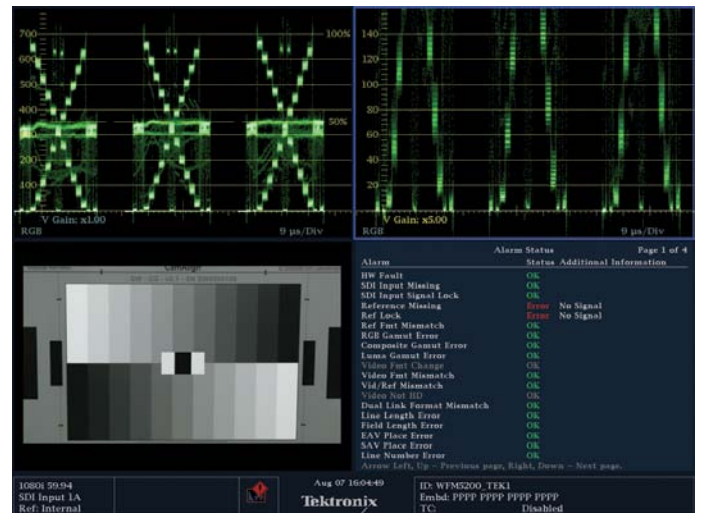 700
600
500
400
300
200
100
100%
50%
V Gain: x1.00
RGB
9 µs/Div
140
120
100
80
60
40
20
V Gain: x5.00
RGB
9 µs/Div
Alarm Status
Page 1 of 4
Alarm Status Additional Information
HW Fault OK
SDI Input Missing OK
SDI Input Signal Lock OK
Reference Missing Error No Signal
Ref Lock Error No Signal
Ref Fmt Mismatch OK
RGB Gamut Error OK
Composite Gamut Error OK
Luma Gamut Error OK
Video Fmt Change OK
Video Fmt Mismatch OK
Vid/Ref Mismatch OK
Video Not HD OK
Dual Link Format Mismatch OK
Line Length Error OK
Field Length Error OK
EAV Place Error OK
SAV Place Error OK
Line Number Error OK
Arrow Left, Up - Previous page, Right, Down - Next page.
1080i 59.94
SDI Input 1A
Ref: Internal
Aug 07 16:04:49
Tektronix
ID: WFM5200_TEK1
Embd: PPPP PPPP PPPP PPPP
TC: Disabled